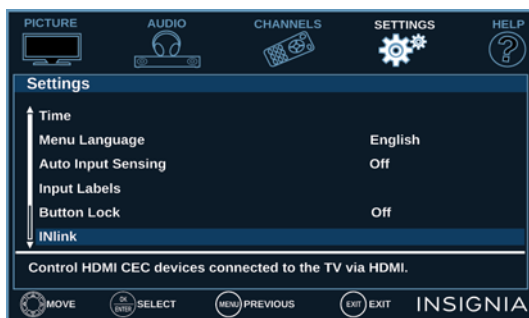 PICTURE AUDIO CHANNELS SETTINGS HELP
Settings
Time
Menu Language English
Auto Input Sensing Off
Input Labels
Button Lock Off
INlink
Control HDMI CEC devices connected to the TV via HDMI.
MOVE OK ENTER SELECT MENU PREVIOUS EXIT EXIT INSIGNIA